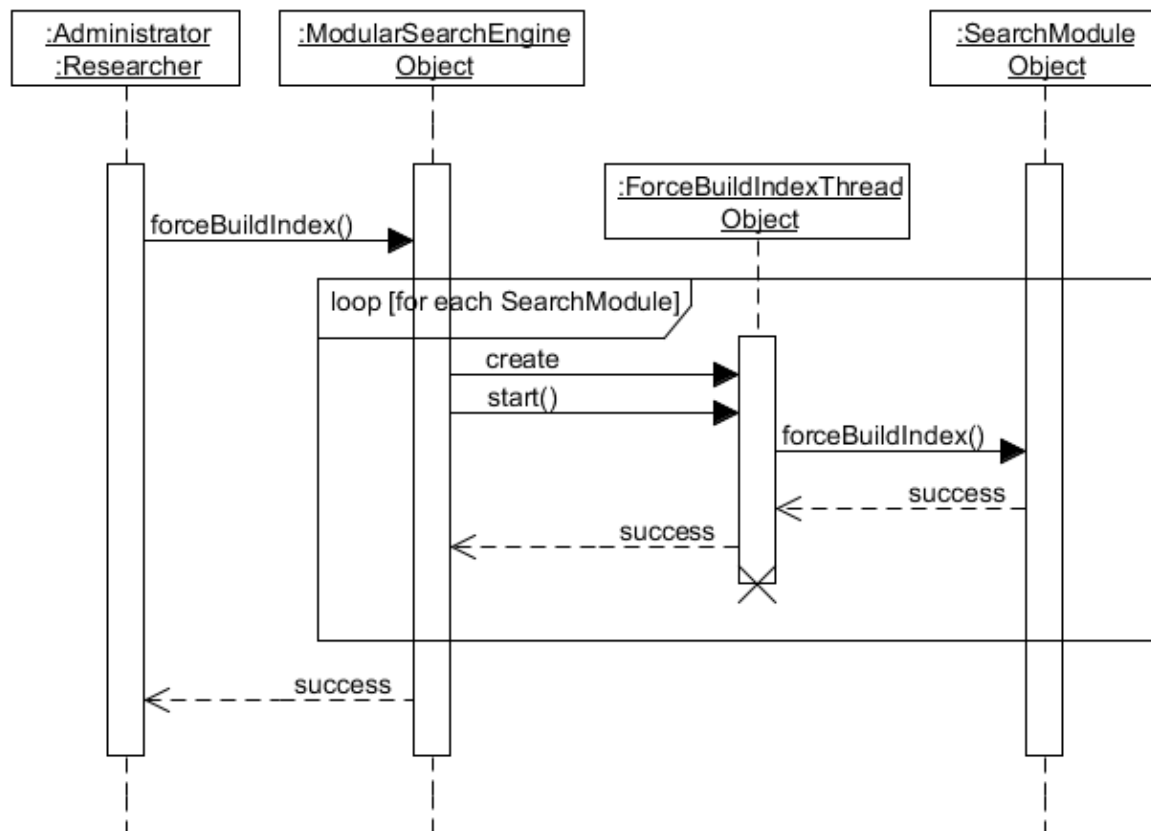 :Administrator
:Researcher
:ModularSearchEngine
Object
:SearchModule
Object
:ForceBuildIndexThread
Object
forceBuildIndex()
loop [for each SearchModule]
create
start()
forceBuildIndex()
success
success
success